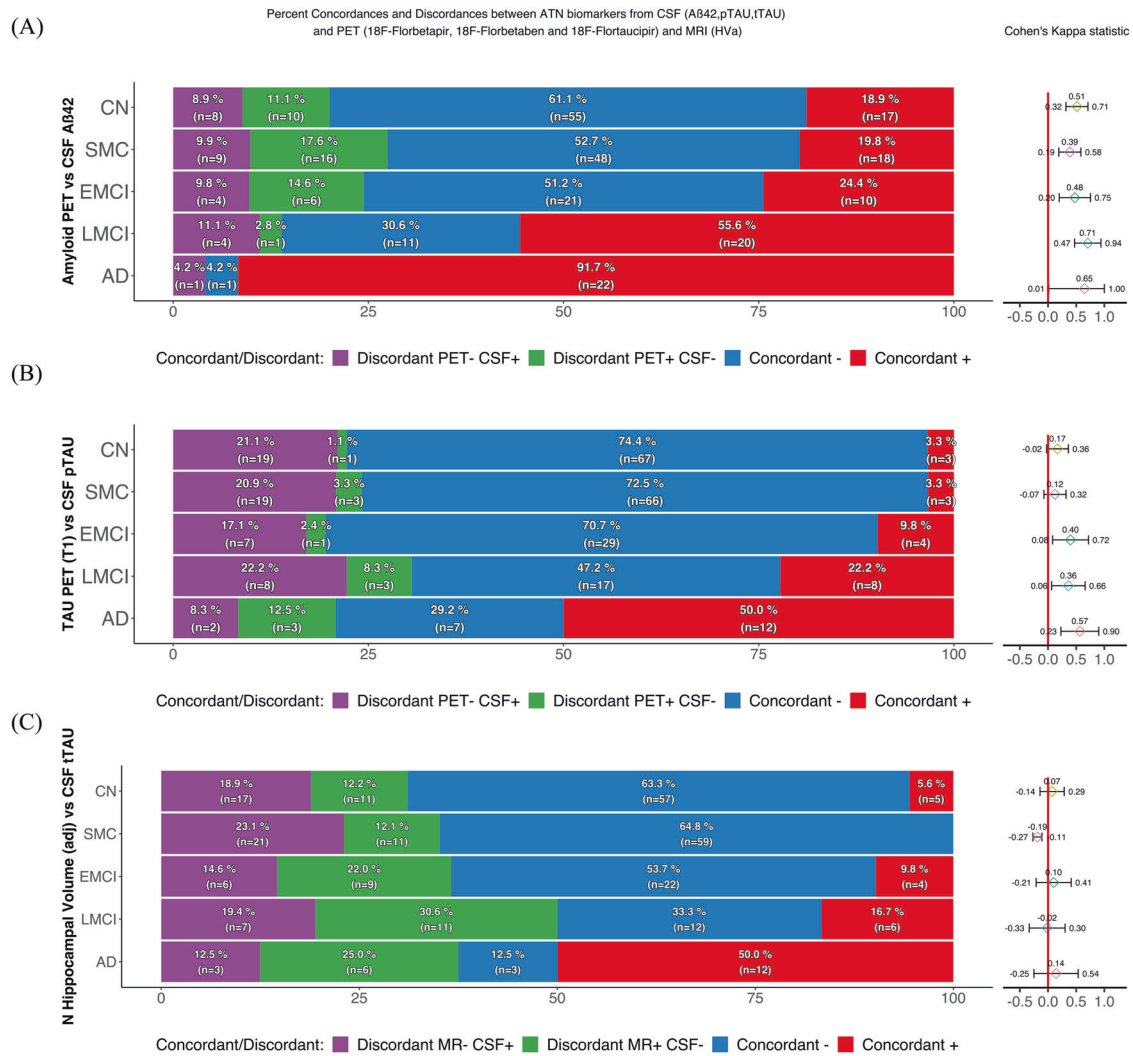 (A)
Percent Concordances and Discordances between ATN biomarkers from CSF (Aß42,pTAU,tTAU)
and PET (18F-Florbetapir, 18F-Florbetaben and 18F-Flortaucipir) and MRI (HVa)
Cohen's Kappa statistic
Amyloid PET vs CSF Aß42
CN
8.9 % 11.1 % 61.1 % 18.9 %
(n=8) (n=10) (n=55) (n=17)
0.51
0.32 0.71
SMC
9.9 % 17.6 % 52.7 % 19.8 %
(n=9) (n=16) (n=48) (n=18)
0.39
0.19 0.58
EMCI
9.8 % 14.6 % 51.2 % 24.4 %
(n=4) (n=6) (n=21) (n=10)
0.48
0.20 0.75
LMCI
11.1 % 2.8 % 30.6 % 55.6 %
(n=4) (n=1) (n=11) (n=20)
0.71
0.47 0.94
AD
4.2 % 4.2 % 91.7 %
(n=1) (n=1) (n=22)
0.65
0.01 1.00
0 25 50 75 100
-0.5 0.0 0.5 1.0
Concordant/Discordant: Discordant PET- CSF+ Discordant PET+ CSF- Concordant - Concordant +
(B)
TAU PET (T1) vs CSF pTAU
CN
21.1 % 1.1 % 74.4 % 3.3 %
(n=19) (n=1) (n=67) (n=3)
0.17
-0.02 0.36
SMC
20.9 % 3.3 % 72.5 % 3.3 %
(n=19) (n=3) (n=66) (n=3)
0.12
-0.07 0.32
EMCI
17.1 % 2.4 % 70.7 % 9.8 %
(n=7) (n=1) (n=29) (n=4)
0.40
0.08 0.72
LMCI
22.2 % 8.3 % 47.2 % 22.2 %
(n=8) (n=3) (n=17) (n=8)
0.36
0.06 0.66
AD
8.3 % 12.5 % 29.2 % 50.0 %
(n=2) (n=3) (n=7) (n=12)
0.57
0.23 0.90
0 25 50 75 100
-0.5 0.0 0.5 1.0
Concordant/Discordant: Discordant PET- CSF+ Discordant PET+ CSF- Concordant - Concordant +
(C)
N Hippocampal Volume (adj) vs CSF tTAU
CN
18.9 % 12.2 % 63.3 % 5.6 %
(n=17) (n=11) (n=57) (n=5)
0.07
-0.14 0.29
SMC
23.1 % 12.1 % 64.8 %
(n=21) (n=11) (n=59)
-0.19
-0.27 -0.11
EMCI
14.6 % 22.0 % 53.7 % 9.8 %
(n=6) (n=9) (n=22) (n=4)
0.10
-0.21 0.41
LMCI
19.4 % 30.6 % 33.3 % 16.7 %
(n=7) (n=11) (n=12) (n=6)
-0.02
-0.33 0.30
AD
12.5 % 25.0 % 12.5 % 50.0 %
(n=3) (n=6) (n=3) (n=12)
0.14
-0.25 0.54
0 25 50 75 100
-0.5 0.0 0.5 1.0
Concordant/Discordant: Discordant MR- CSF+ Discordant MR+ CSF- Concordant - Concordant +